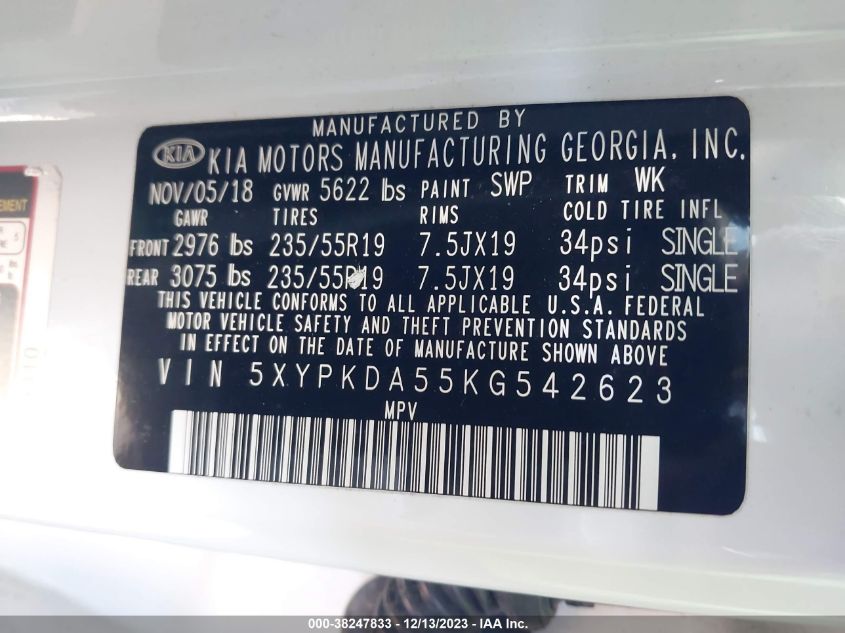 MANUFACTURED BY
KIA KIA MOTORS MANUFACTURING GEORGIA, INC.
NOV/05/18 GVWR 5622 lbs PAINT SWP TRIM WK
GAWR TIRES RIMS COLD TIRE INFL
FRONT 2976 lbs 235/55R19 7.5JX19 34psi SINGLE
REAR 3075 lbs 235/55R19 7.5JX19 34psi SINGLE
THIS VEHICLE CONFORMS TO ALL APPLICABLE U.S.A. FEDERAL
MOTOR VEHICLE SAFETY AND THEFT PREVENTION STANDARDS
IN EFFECT ON THE DATE OF MANUFACTURE SHOWN ABOVE
VIN 5XYPKDA55KG542623
MPV
000-38247833 - 12/13/2023 - IAA Inc.